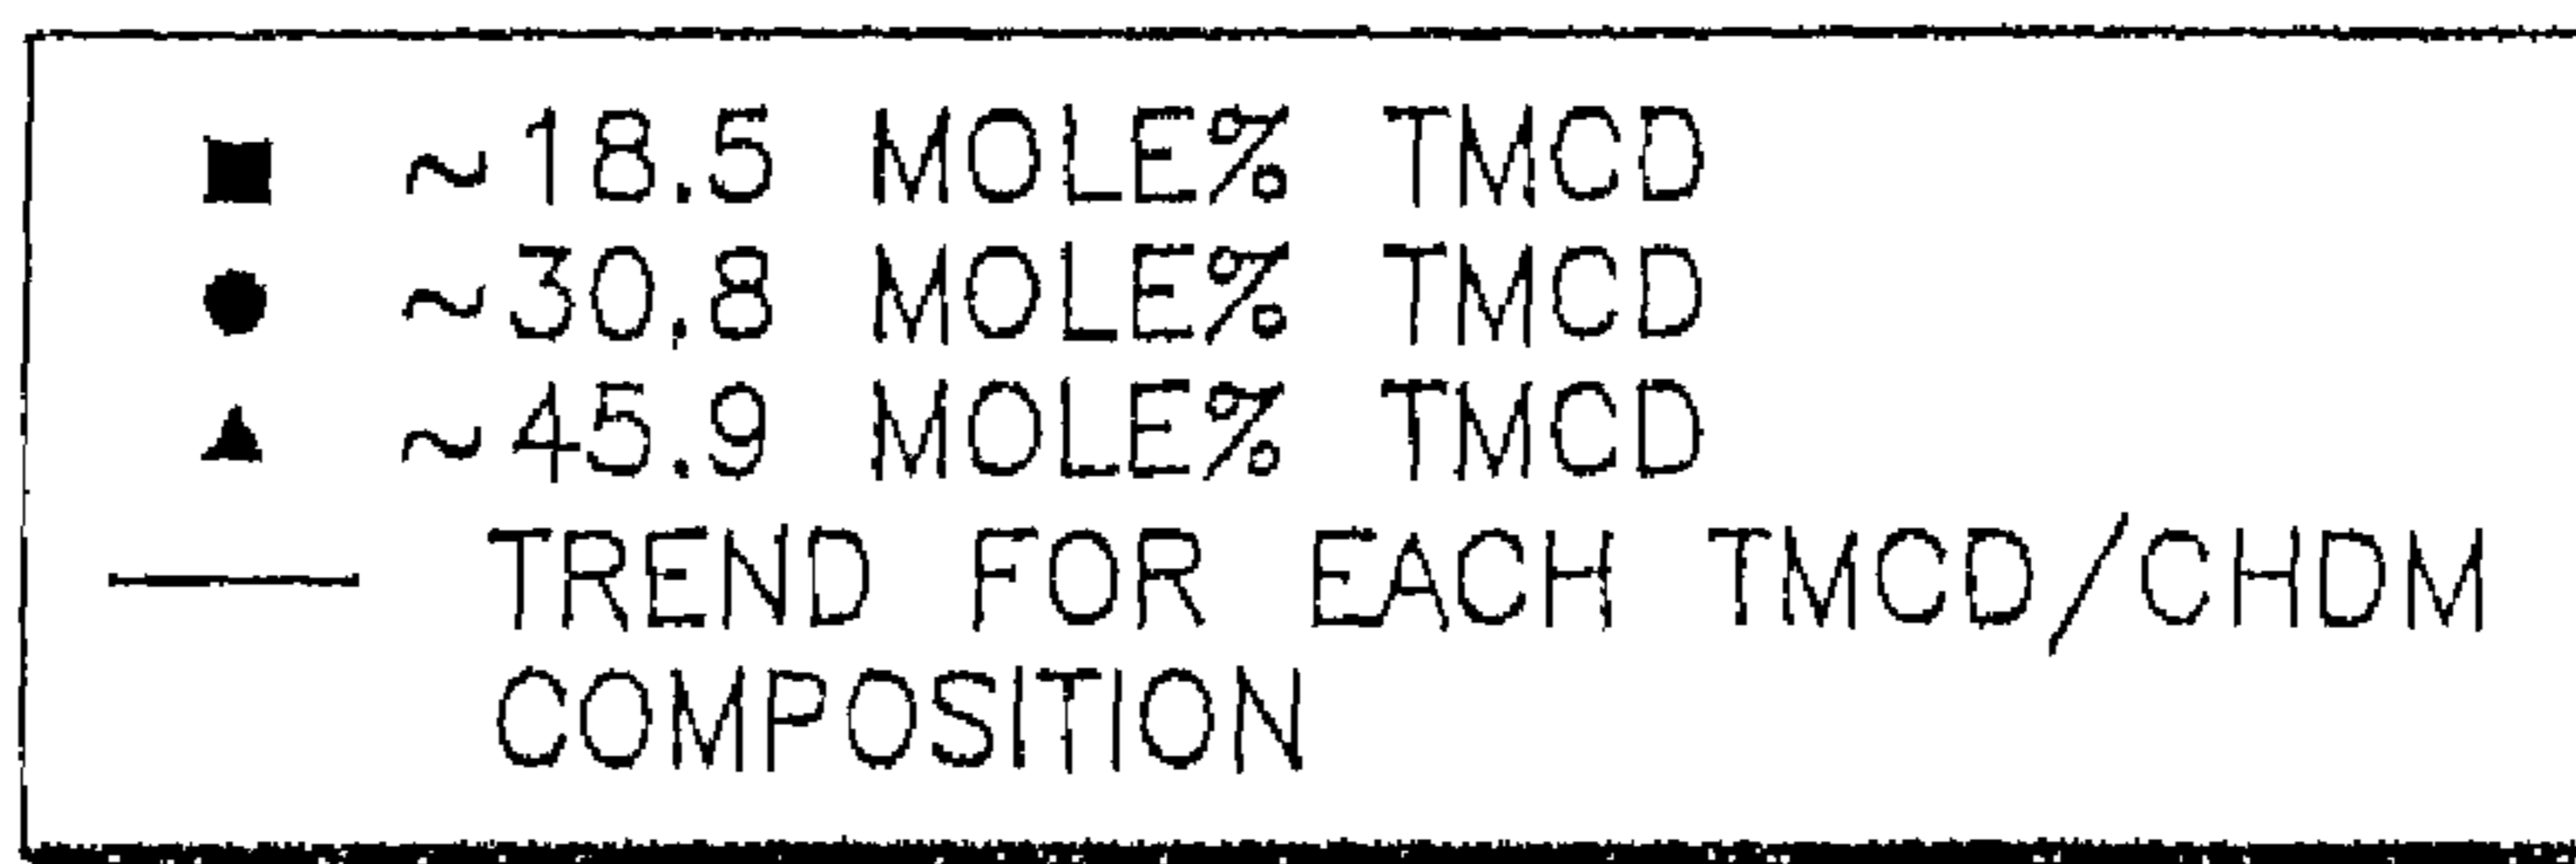 ■ ~18.5 MOLE% TMCD
● ~30.8 MOLE% TMCD
▲ ~45.9 MOLE% TMCD
TREND FOR EACH TMCD/CHDM
COMPOSITION